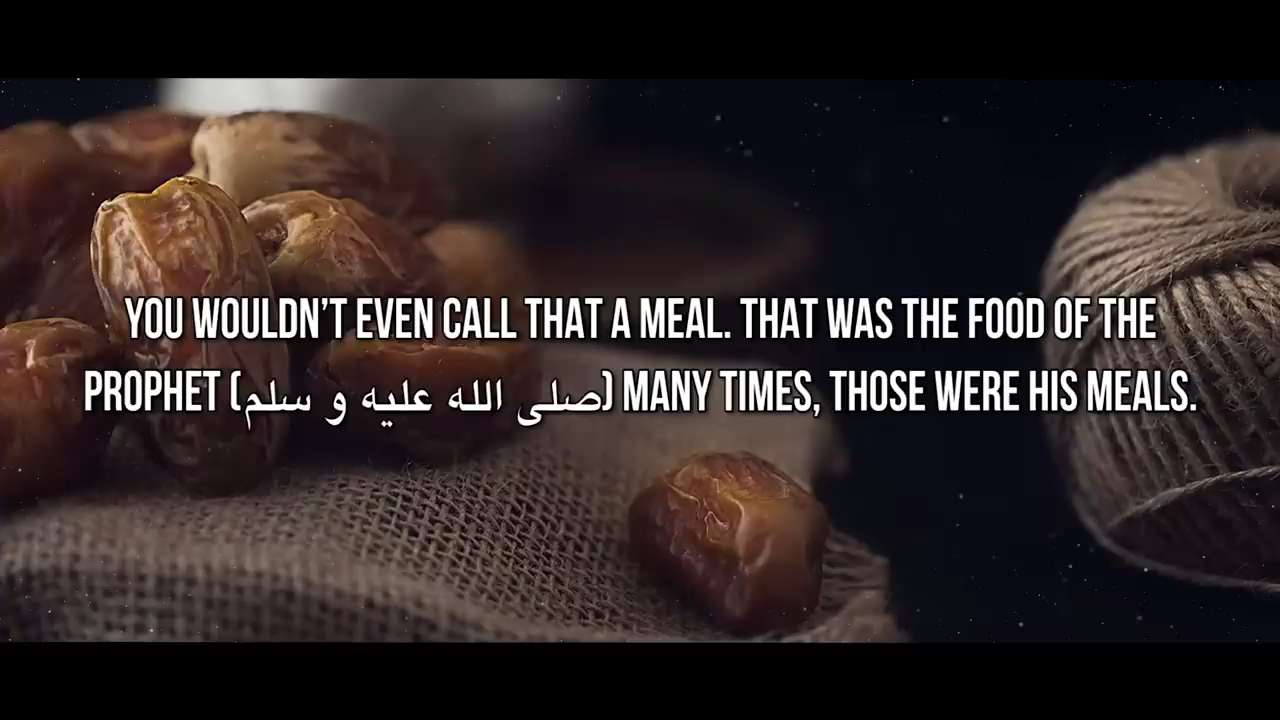 YOU WOULDN'T EVEN CALL THAT A MEAL. THAT WAS THE FOOD OF THE
PROPHET (صلى الله عليه و سلم) MANY TIMES, THOSE WERE HIS MEALS.